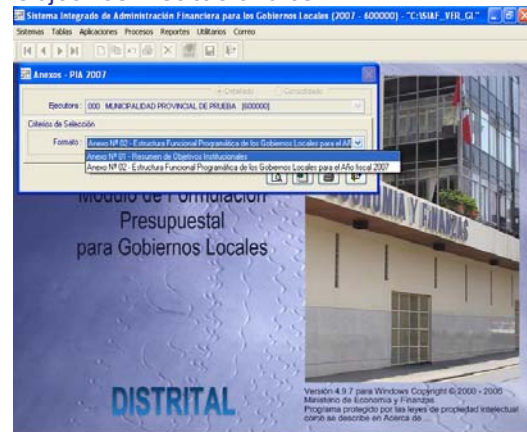 Sistema Integrado de Administración Financiera para los Gobiernos Locales (2007 - 600000) - "C:\SIAF_VER_GL"
Sistemas Tablas Aplicaciones Procesos Reportes Utilitarios Correo
Anexos - PIA 2007
Detallado Consolidado
Ejecutora : 000 MUNICIPALIDAD PROVINCIAL DE PRUEBA [600000]
Criterios de Selección
Formato : Anexo Nº 02 - Estructura Funcional Programática de los Gobiernos Locales para el Añ
Anexo Nº 01 - Resumen de Objetivos Institucionales
Anexo Nº 02 - Estructura Funcional Programática de los Gobiernos Locales para el Año fiscal 2007
Módulo de Formulación
Presupuestal
para Gobiernos Locales
ECONOMIA Y FINANZAS
DISTRITAL
Versión 4.9.7 para Windows Copyright © 2000 - 2006
Ministerio de Economía y Finanzas
Programa protegido por las leyes de propiedad intelectual
como se describe en Acerca de...